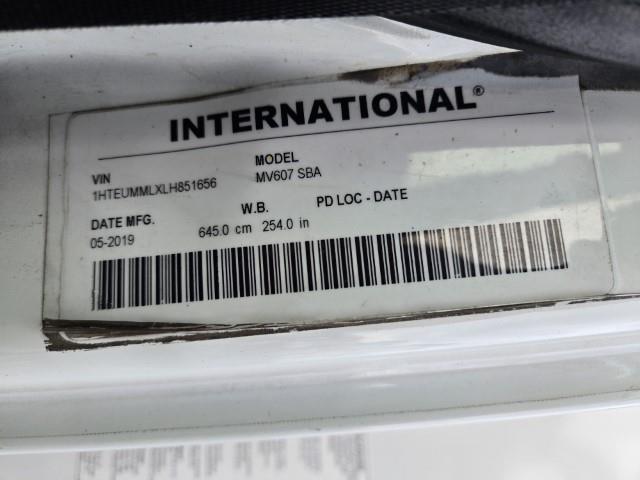 INTERNATIONAL®
VIN MODEL
1HTEUMMLXLH851656 MV607 SBA
DATE MFG. W.B. PD LOC - DATE
05-2019 645.0 cm 254.0 in